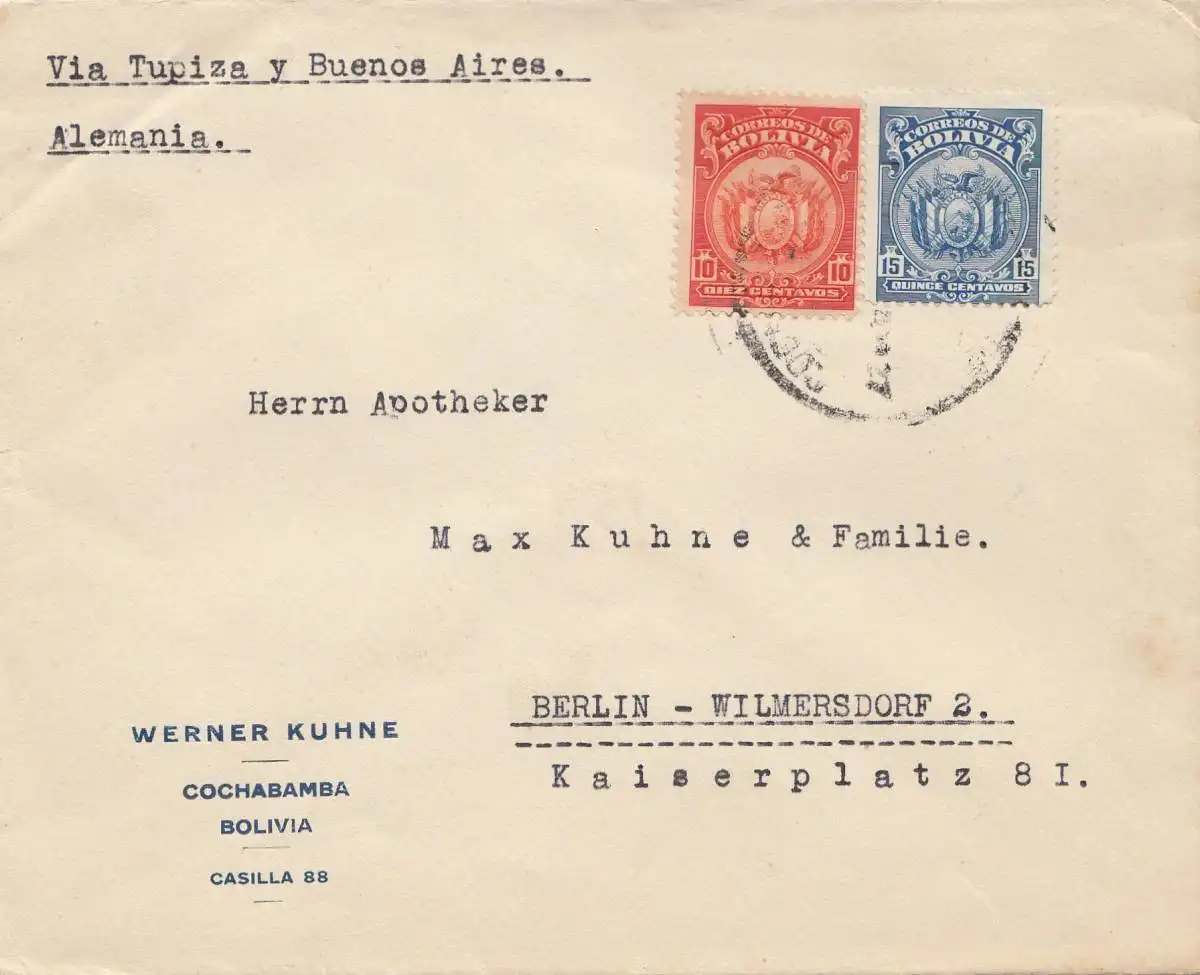 Via Tupiza y Buenos Aires.
Alemania.
CORREOS DE
BOLIVIA
10 10
DIEZ CENTAVOS
CORREOS DE
BOLIVIA
15 15
QUINCE CENTAVOS
Herrn Apotheker
Max Kuhne & Familie.
BERLIN - WILMERSDORF 2.
Kaiserplatz 8 I.
WERNER KUHNE
COCHABAMBA
BOLIVIA
CASILLA 88